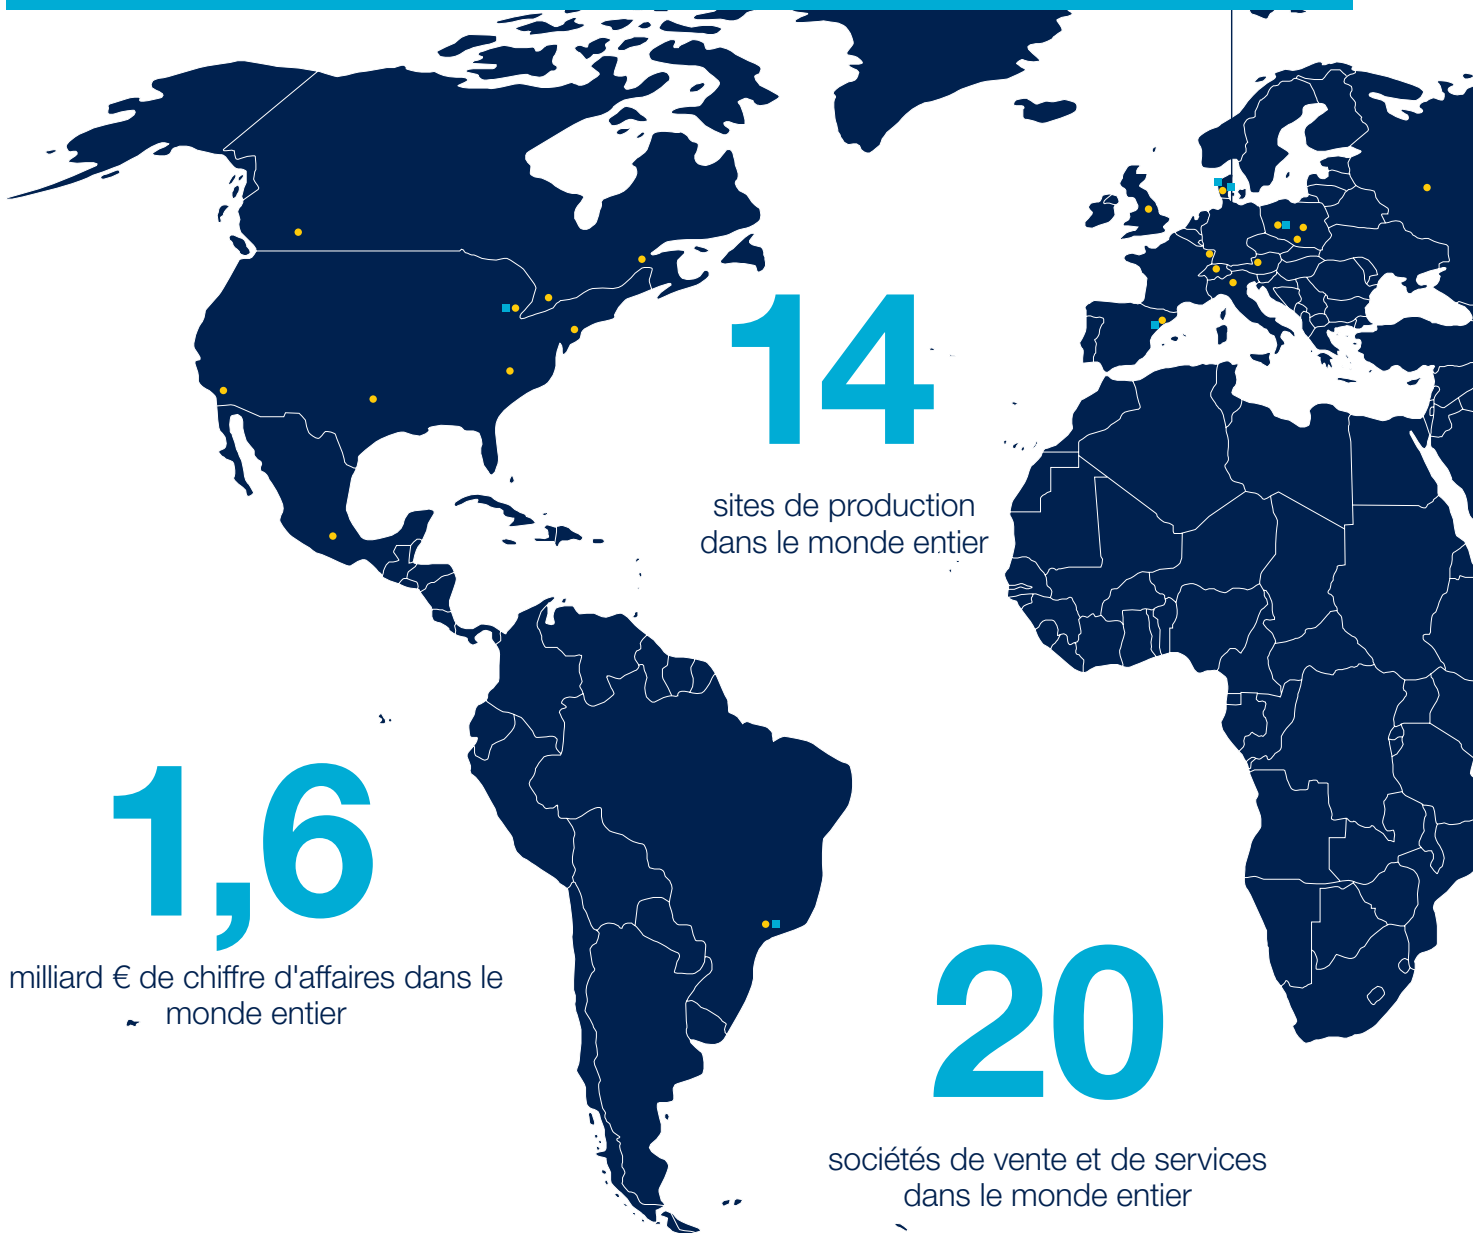 14
sites de production
dans le monde entier
1,6
milliard € de chiffre d'affaires dans le
monde entier
20
sociétés de vente et de services
dans le monde entier